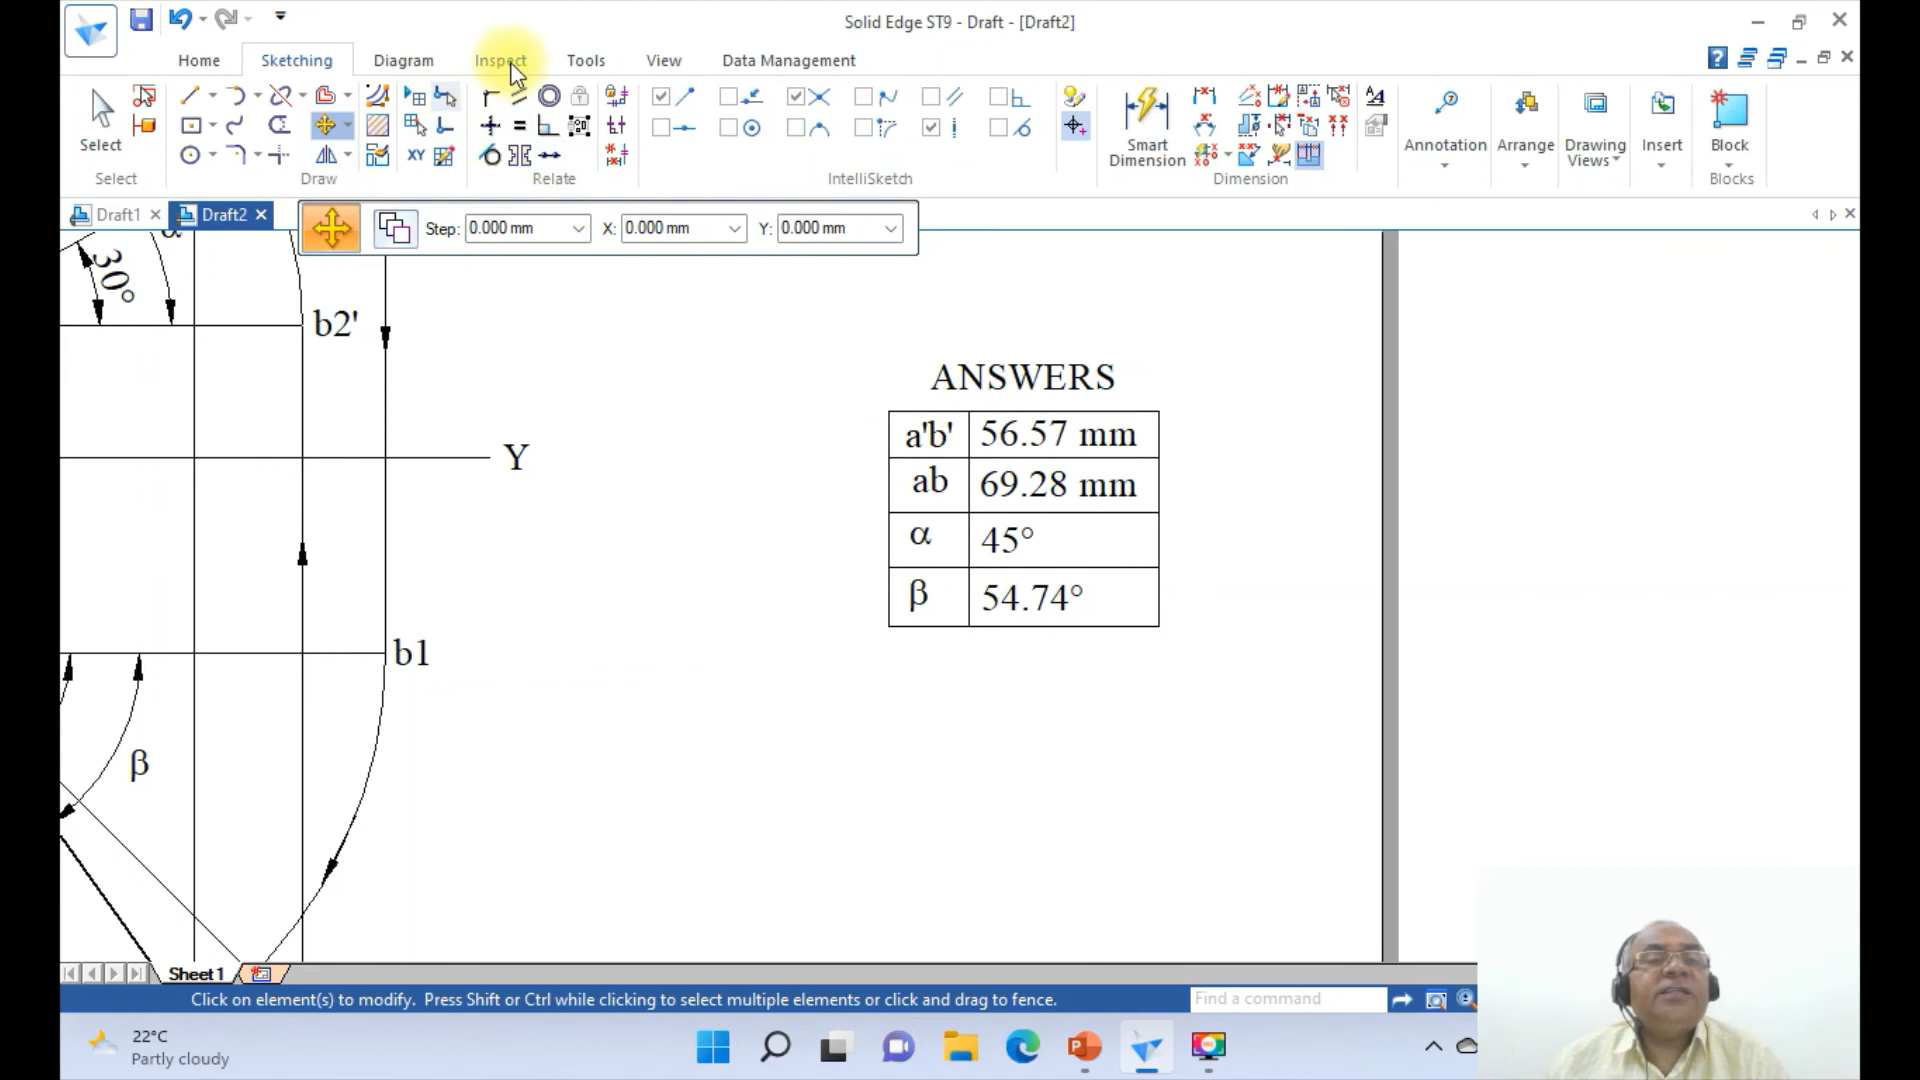 Solid Edge ST9 - Draft - [Draft2]
Home Sketching Diagram Inspect Tools View Data Management
Select
Smart Dimension
Annotation
Arrange
Drawing Views
Insert
Block
XY
Select Draw Relate IntelliSketch Dimension Blocks
Draft1 Draft2
Step: 0.000 mm X: 0.000 mm Y: 0.000 mm
α
30°
b2'
Y
b1
β
ANSWERS
a'b' 56.57 mm
ab 69.28 mm
α 45°
β 54.74°
Sheet1
Click on element(s) to modify. Press Shift or Ctrl while clicking to select multiple elements or click and drag to fence.
Find a command
22°C
Partly cloudy